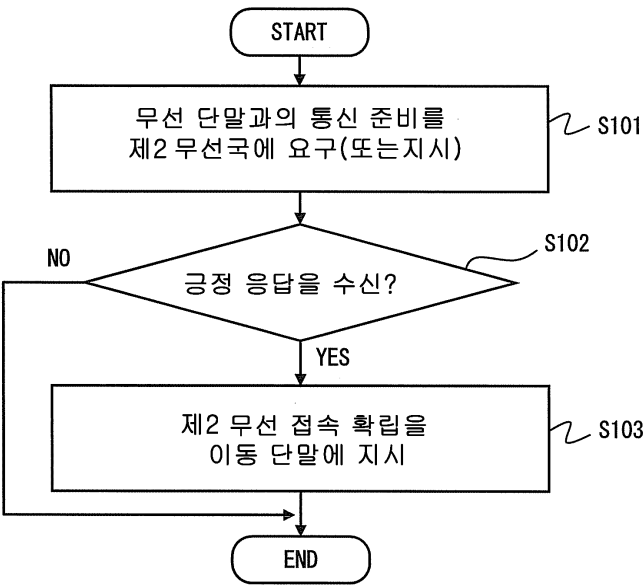 START
무선 단말과의 통신 준비를
제2 무선국에 요구(또는지시)
S101
S102
NO
긍정 응답을 수신?
YES
제2 무선 접속 확립을
이동 단말에 지시
S103
END